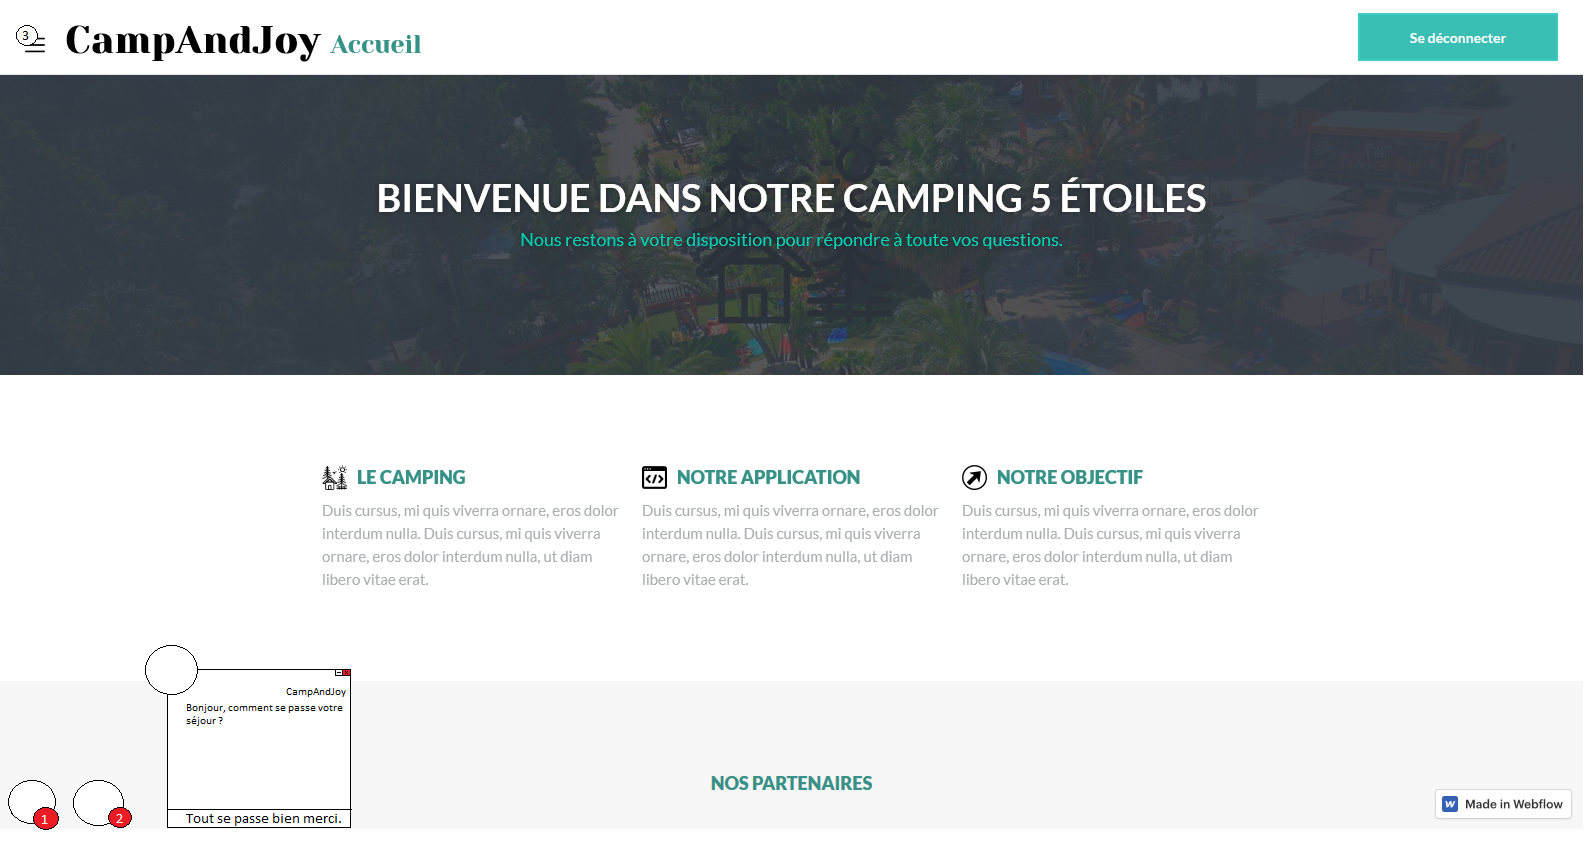 3
CampAndJoy Accueil
Se déconnecter
BIENVENUE DANS NOTRE CAMPING 5 ÉTOILES
Nous restons à votre disposition pour répondre à toute vos questions.
LE CAMPING
Duis cursus, mi quis viverra ornare, eros dolor
interdum nulla. Duis cursus, mi quis viverra
ornare, eros dolor interdum nulla, ut diam
libero vitae erat.
NOTRE APPLICATION
Duis cursus, mi quis viverra ornare, eros dolor
interdum nulla. Duis cursus, mi quis viverra
ornare, eros dolor interdum nulla, ut diam
libero vitae erat.
NOTRE OBJECTIF
Duis cursus, mi quis viverra ornare, eros dolor
interdum nulla. Duis cursus, mi quis viverra
ornare, eros dolor interdum nulla, ut diam
libero vitae erat.
CampAndJoy
Bonjour, comment se passe votre
séjour ?
Tout se passe bien merci.
1
2
NOS PARTENAIRES
Made in Webflow